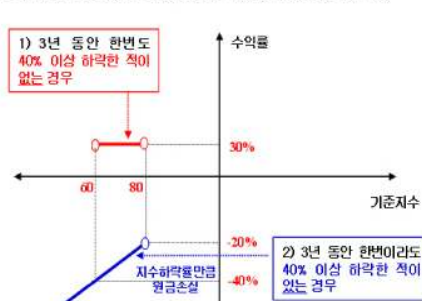 1) 3년 동안 한번도
40% 이상 하락한 적이
없는 경우
수익률
30%
60
80
기준지수
-20%
지수하락률만큼
원금손실
-40%
2) 3년 동안 한번이라도
40% 이상 하락한 적이
있는 경우